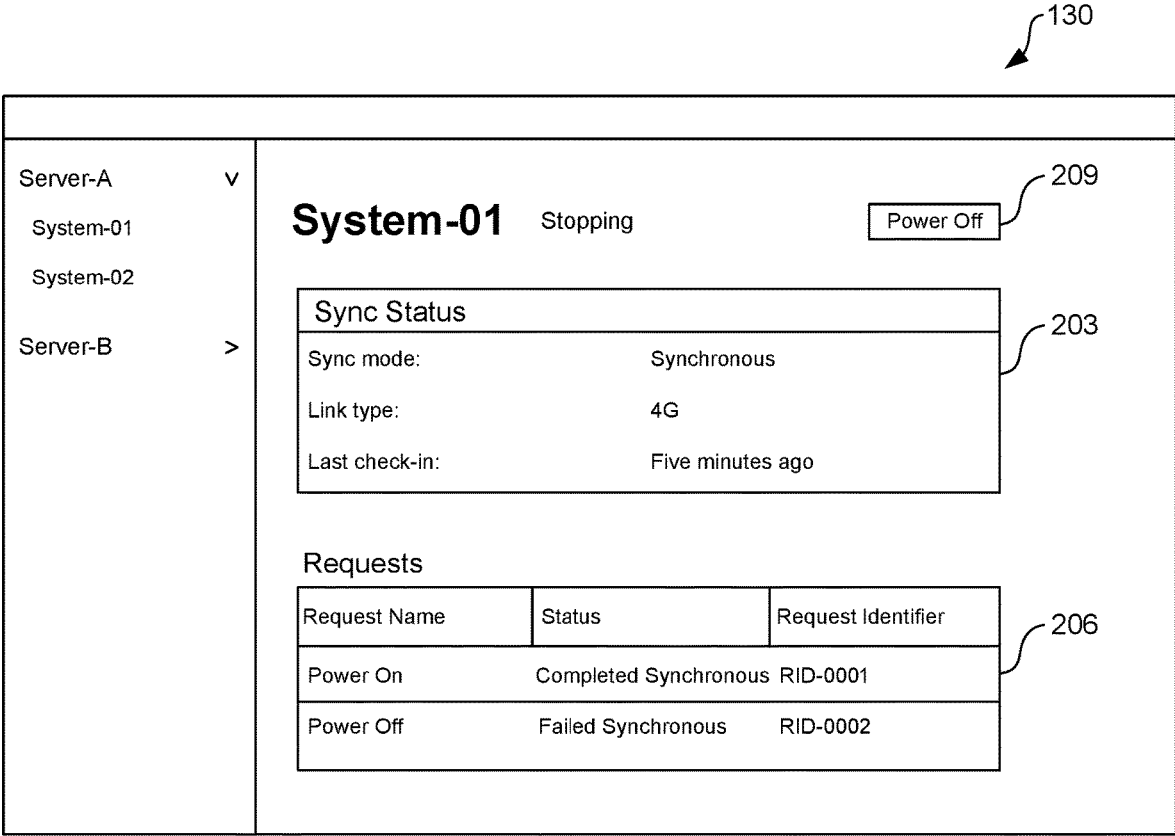 130
Server-A v
System-01
System-02
Server-B >
System-01 Stopping Power Off 209
Sync Status
Sync mode: Synchronous
Link type: 4G
Last check-in: Five minutes ago
203
Requests
Request Name Status Request Identifier
Power On Completed Synchronous RID-0001
Power Off Failed Synchronous RID-0002
206